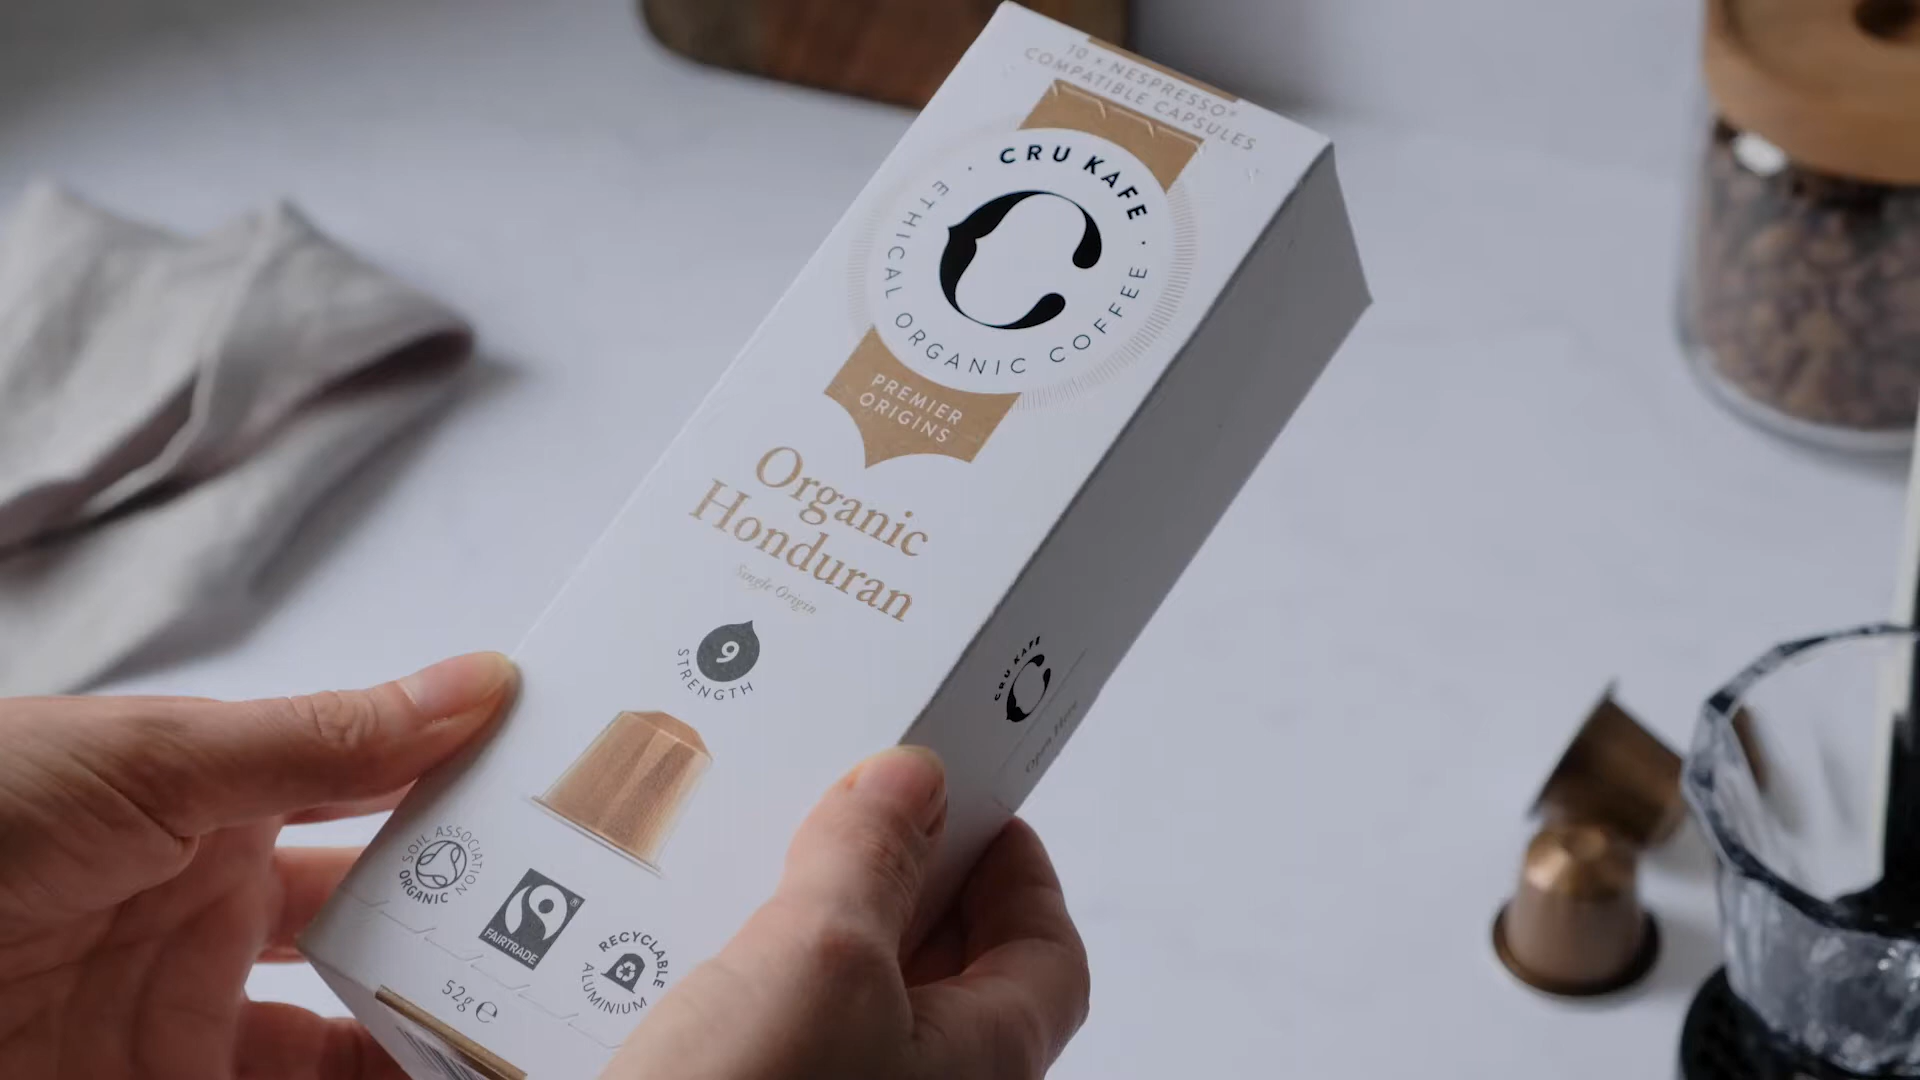 10 × NESPRESSO®
COMPATIBLE CAPSULES
CRU KAFE
ETHICAL ORGANIC COFFEE
PREMIER
ORIGINS
Organic
Honduran
Single Origin
9
STRENGTH
SOIL ASSOCIATION
ORGANIC
FAIRTRADE
®
RECYCLABLE
ALUMINIUM
52g ℮
CRU KAFE
Open Here